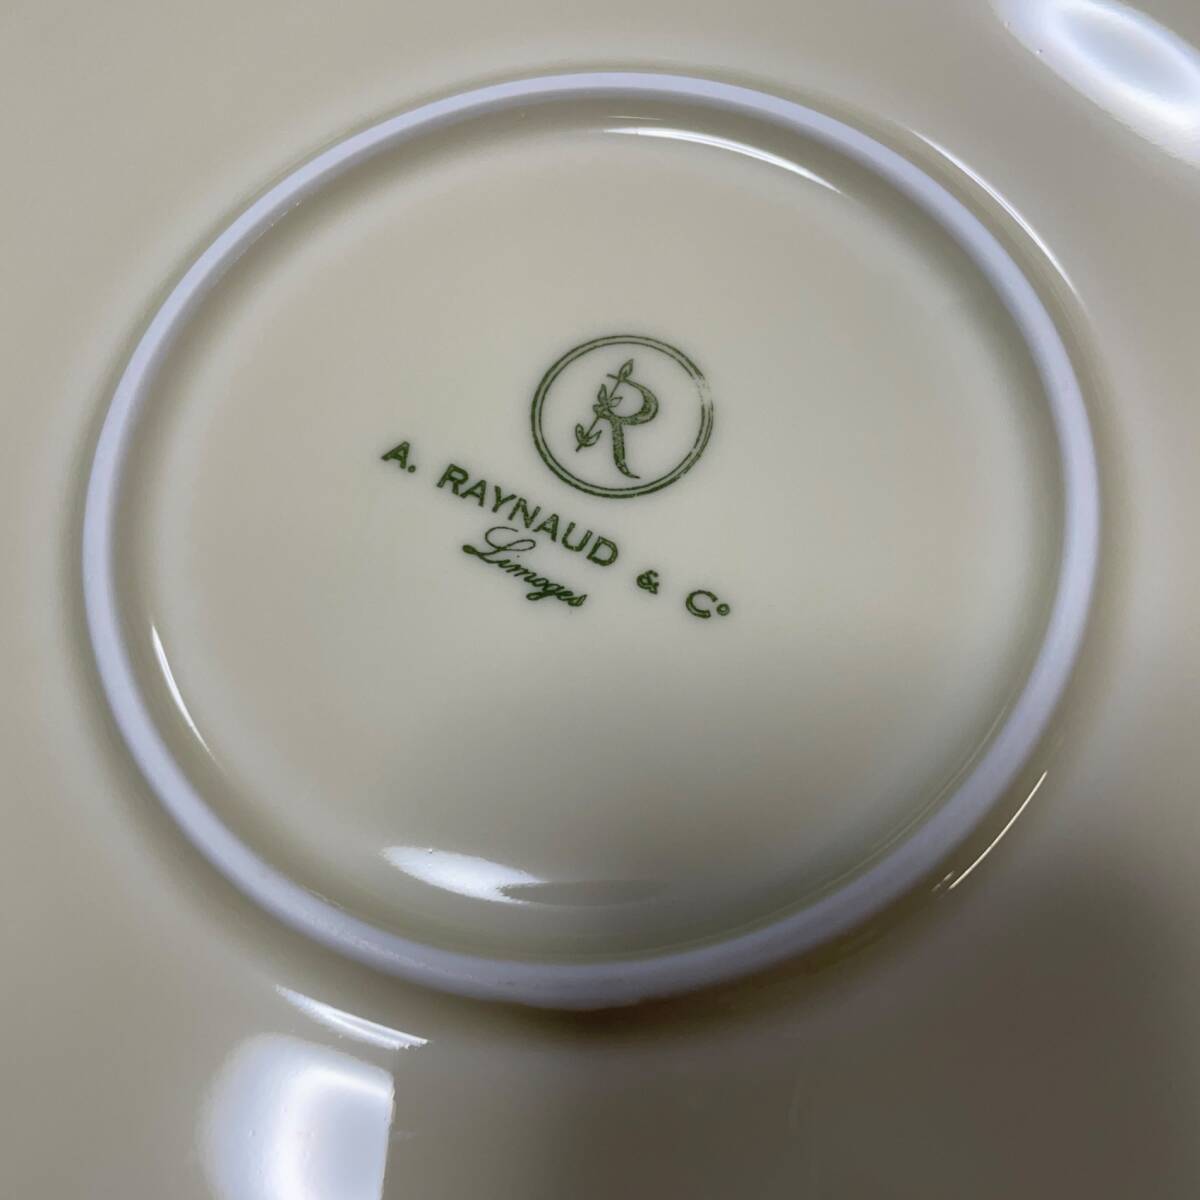 R
A. RAYNAUD & Cº
Limoges